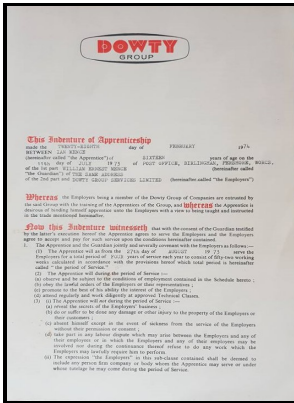 DOWTY
GROUP
This Indenture of Apprenticeship
made the TWENTY-EIGHTH day of FEBRUARY 1974
BETWEEN IAN MENCE
(hereafter called "the Apprentice") of SIXTEEN years of age on the
day of JULY 1973 of POST OFFICE, BIRLINGHAM, PERSHORE, WORCS.
of the 1st part WILLIAM ERNEST MENCE (hereafter called
"the Guardian") of THE SAME ADDRESS
of the 2nd part and DOWTY GROUP SERVICES LIMITED (hereafter called "the Employers")
Whereas the Employers being a member of the Dowty Group of Companies are entrusted by
the said Group with the training of the Apprentices of the Group, and whereas the Apprentice is
desirous of binding himself apprentice unto the Employers with a view to being taught and instructed
in the trade mentioned hereafter.
Now this Indenture witnesseth that with the consent of the Guardian testified
by the latter's execution hereof the Apprentice agrees to serve the Employers and the Employers
agree to accept and pay for such service upon the conditions hereinafter contained.
1. The Apprentice and the Guardian jointly and severally covenant with the Employers as follows:—
(1) The Apprentice will as from the 27th day of AUGUST 1973 serve the
Employers for a total period of FOUR years of service each year to consist of fifty-two working
weeks calculated in accordance with the provisions hereof which total period is hereinafter
called "the period of Service."
(2) The Apprentice will during the period of Service :—
(a) observe and be subject to the conditions of employment contained in the Schedule hereto ;
(b) obey the lawful orders of the Employers or their representatives ;
(c) promote to the best of his ability the interest of the Employers ;
(d) attend regularly and work diligently at approved Technical Classes.
(3) (i) The Apprentice will not during the period of Service :—
(a) reveal the secrets of the Employers' business ;
(b) do or suffer to be done any damage or other injury to the property of the Employers or
their customers ;
(c) absent himself except in the event of sickness from the service of the Employers
without their permission or consent ;
(d) take part in any labour dispute which may arise between the Employers and any of
their employees or in which the Employers and any of their employees may be
involved nor during the continuance thereof refuse to do any work which the
Employers may lawfully require him to perform.
(ii) The expression "the Employers" in this sub-clause contained shall be deemed to
include any person firm company or body whom the Apprentice may serve or under
whose tutelage he may come during the period of Service.